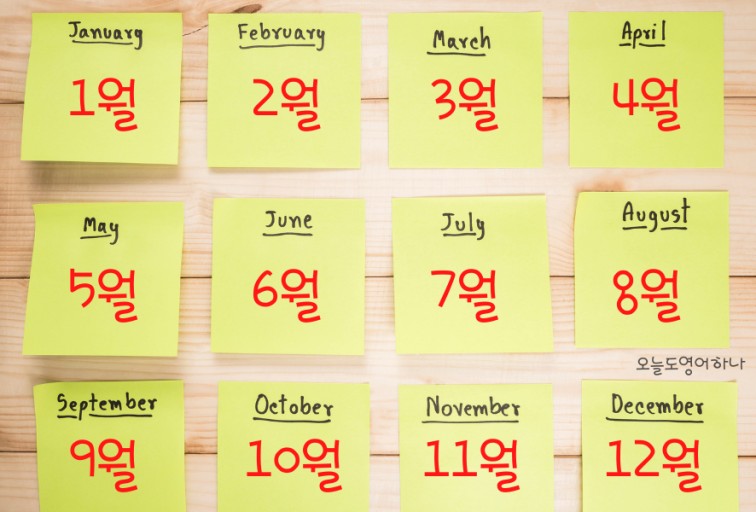 January
1월
February
2월
March
3월
April
4월
May
5월
June
6월
July
7월
August
8월
오늘도영어하나
September
9월
October
10월
November
11월
December
12월